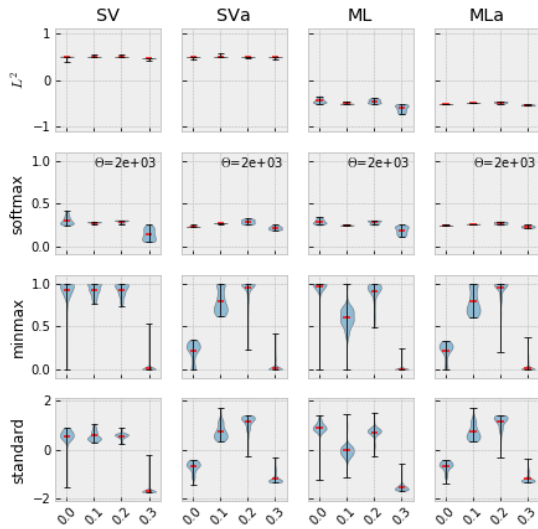 SV SVa ML MLa
L² 1 0 −1
softmax 1.0 0.5 0.0 Θ=2e+03 Θ=2e+03 Θ=2e+03 Θ=2e+03
minmax 1.0 0.5 0.0
standard 2 0 −2
0.0 0.1 0.2 0.3 0.0 0.1 0.2 0.3 0.0 0.1 0.2 0.3 0.0 0.1 0.2 0.3